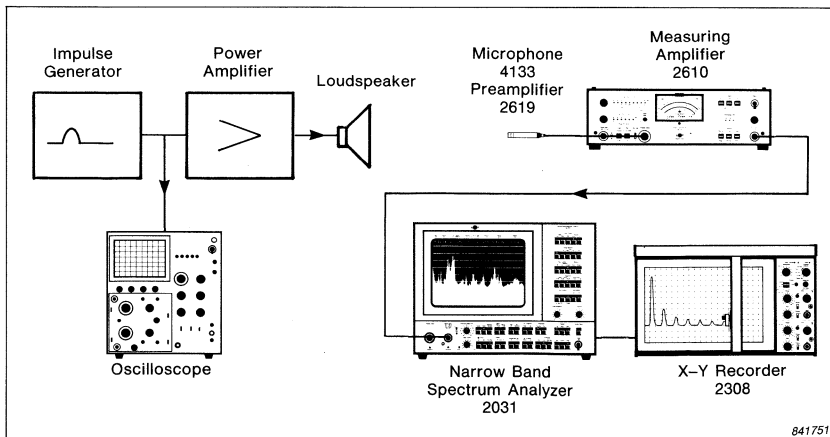 Impulse
Generator
Power
Amplifier
Loudspeaker
Microphone
4133
Preamplifier
2619
Measuring
Amplifier
2610
Oscilloscope
Narrow Band
Spectrum Analyzer
2031
X–Y Recorder
2308
841751